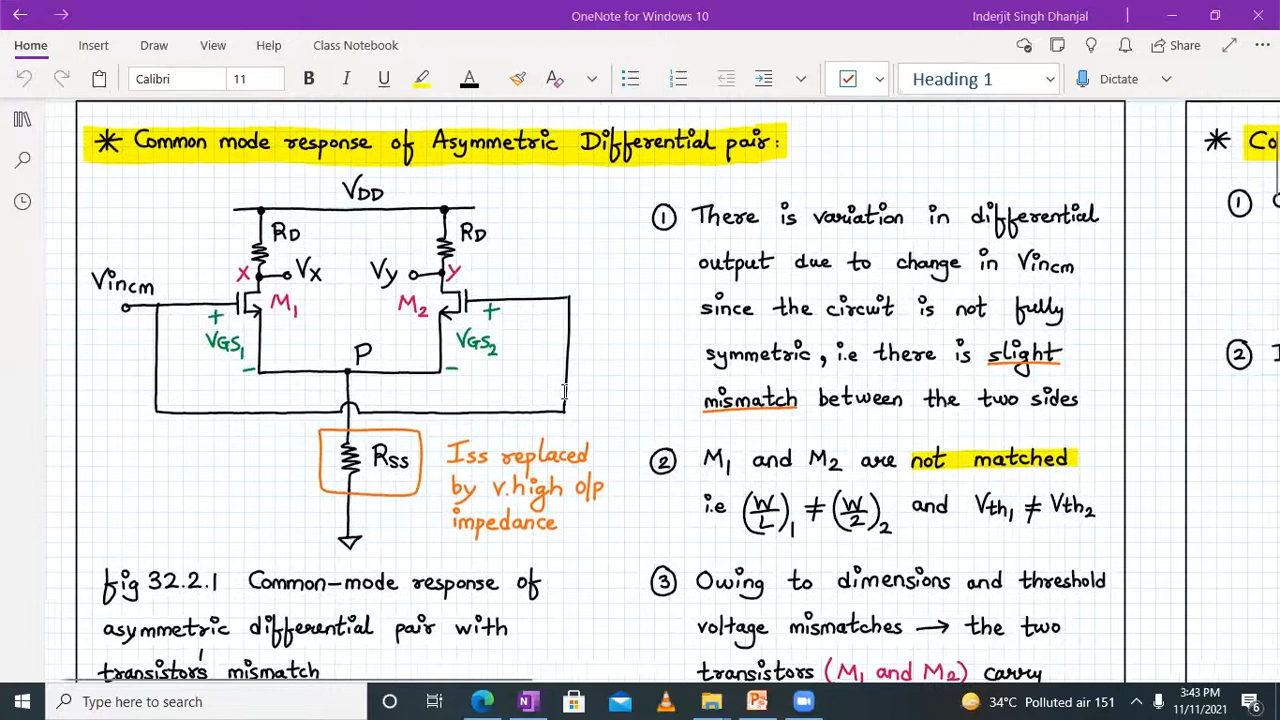 OneNote for Windows 10
Inderjit Singh Dhanjal
Home Insert Draw View Help Class Notebook
Share
Calibri 11 B I U A Heading 1 Dictate
* Common mode response of Asymmetric Differential pair:
* Co
VDD
RD RD
X Vx Vy Y
Vincm
M1 M2
+ +
VGS1 VGS2
- -
P
Rss
Iss replaced
by v.high o/p
impedance
fig 32.2.1 Common-mode response of
asymmetric differential pair with
transistors' mismatch
① There is variation in differential
output due to change in Vincm
since the circuit is not fully
symmetric, i.e there is slight
mismatch between the two sides
② M1 and M2 are not matched
i.e (W/L)1 ≠ (W/2)2 and Vth1 ≠ Vth2
③ Owing to dimensions and threshold
voltage mismatches → the two
transistors (M1 and M2) carry
①
②
Type here to search
34°C Polluted air 151
3:43 PM
11/11/2021
6